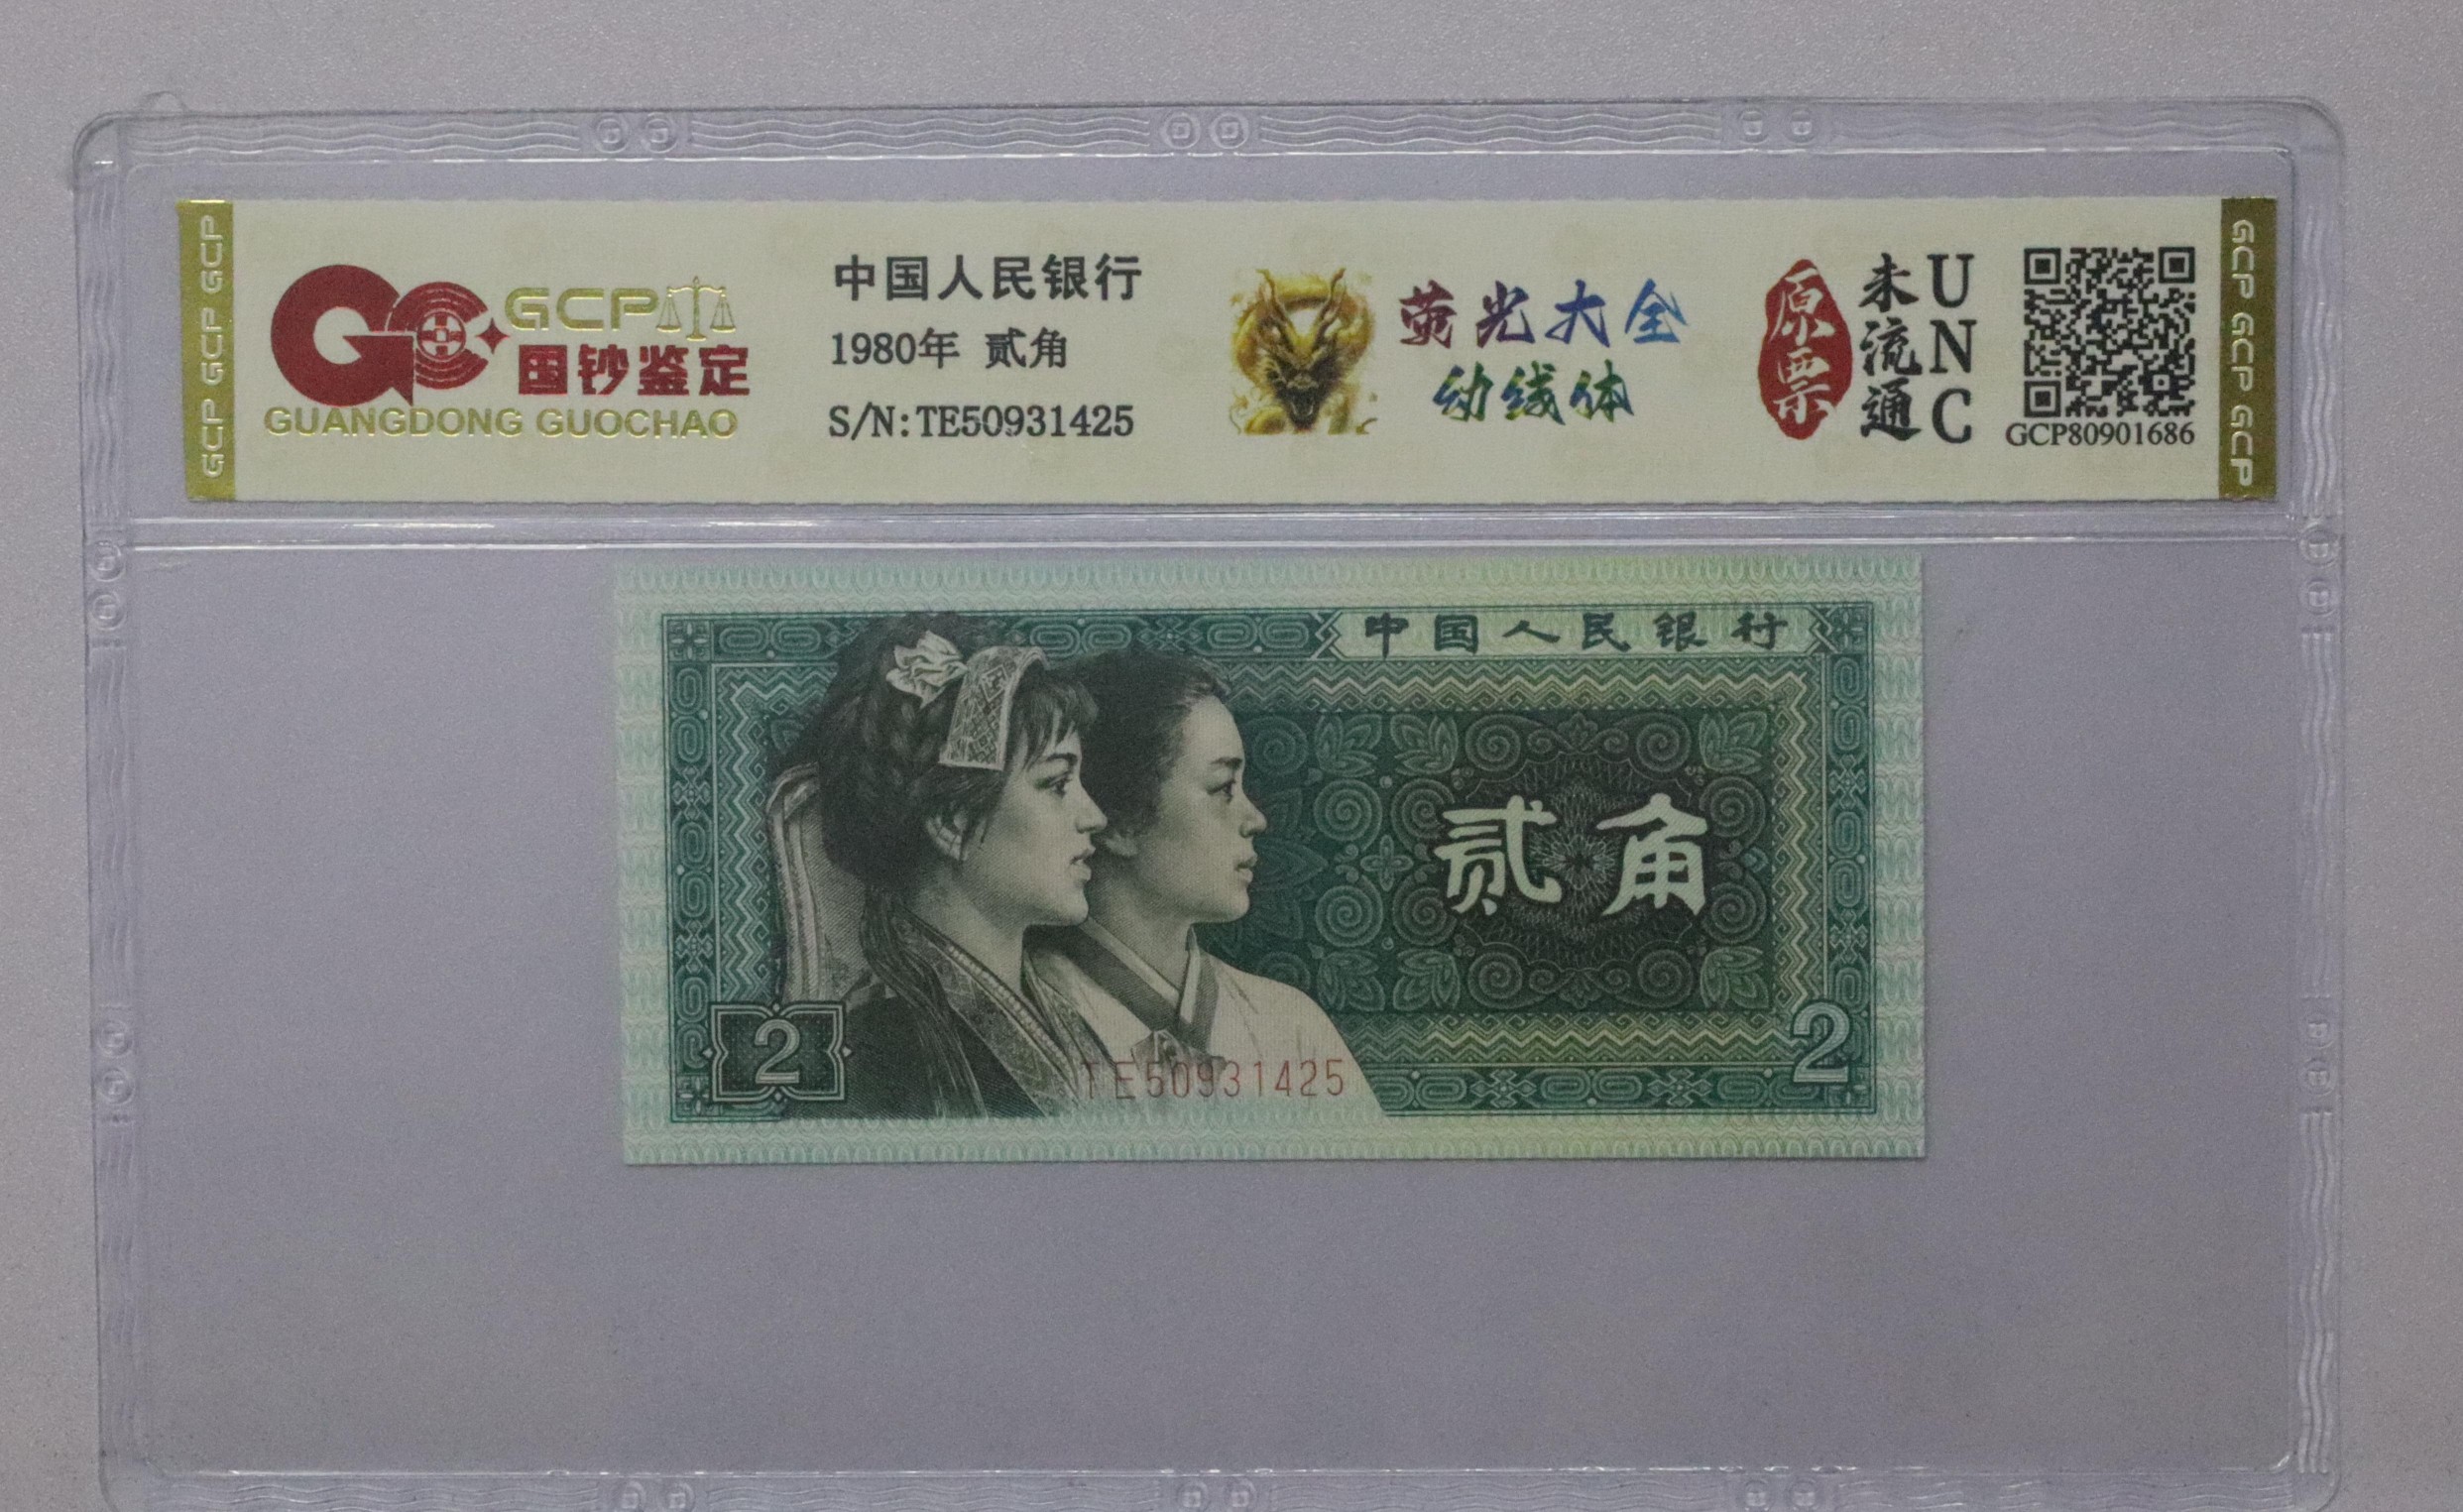 GCP GCP GCP
GCP
国钞鉴定
GUANGDONG GUOCHAO
中国人民银行
1980年 贰角
S/N:TE50931425
荧光大全
幼线体
原票
未流通
UNC
GCP80901686
GCP GCP GCP
中国人民银行
贰角
2
TE50931425
2